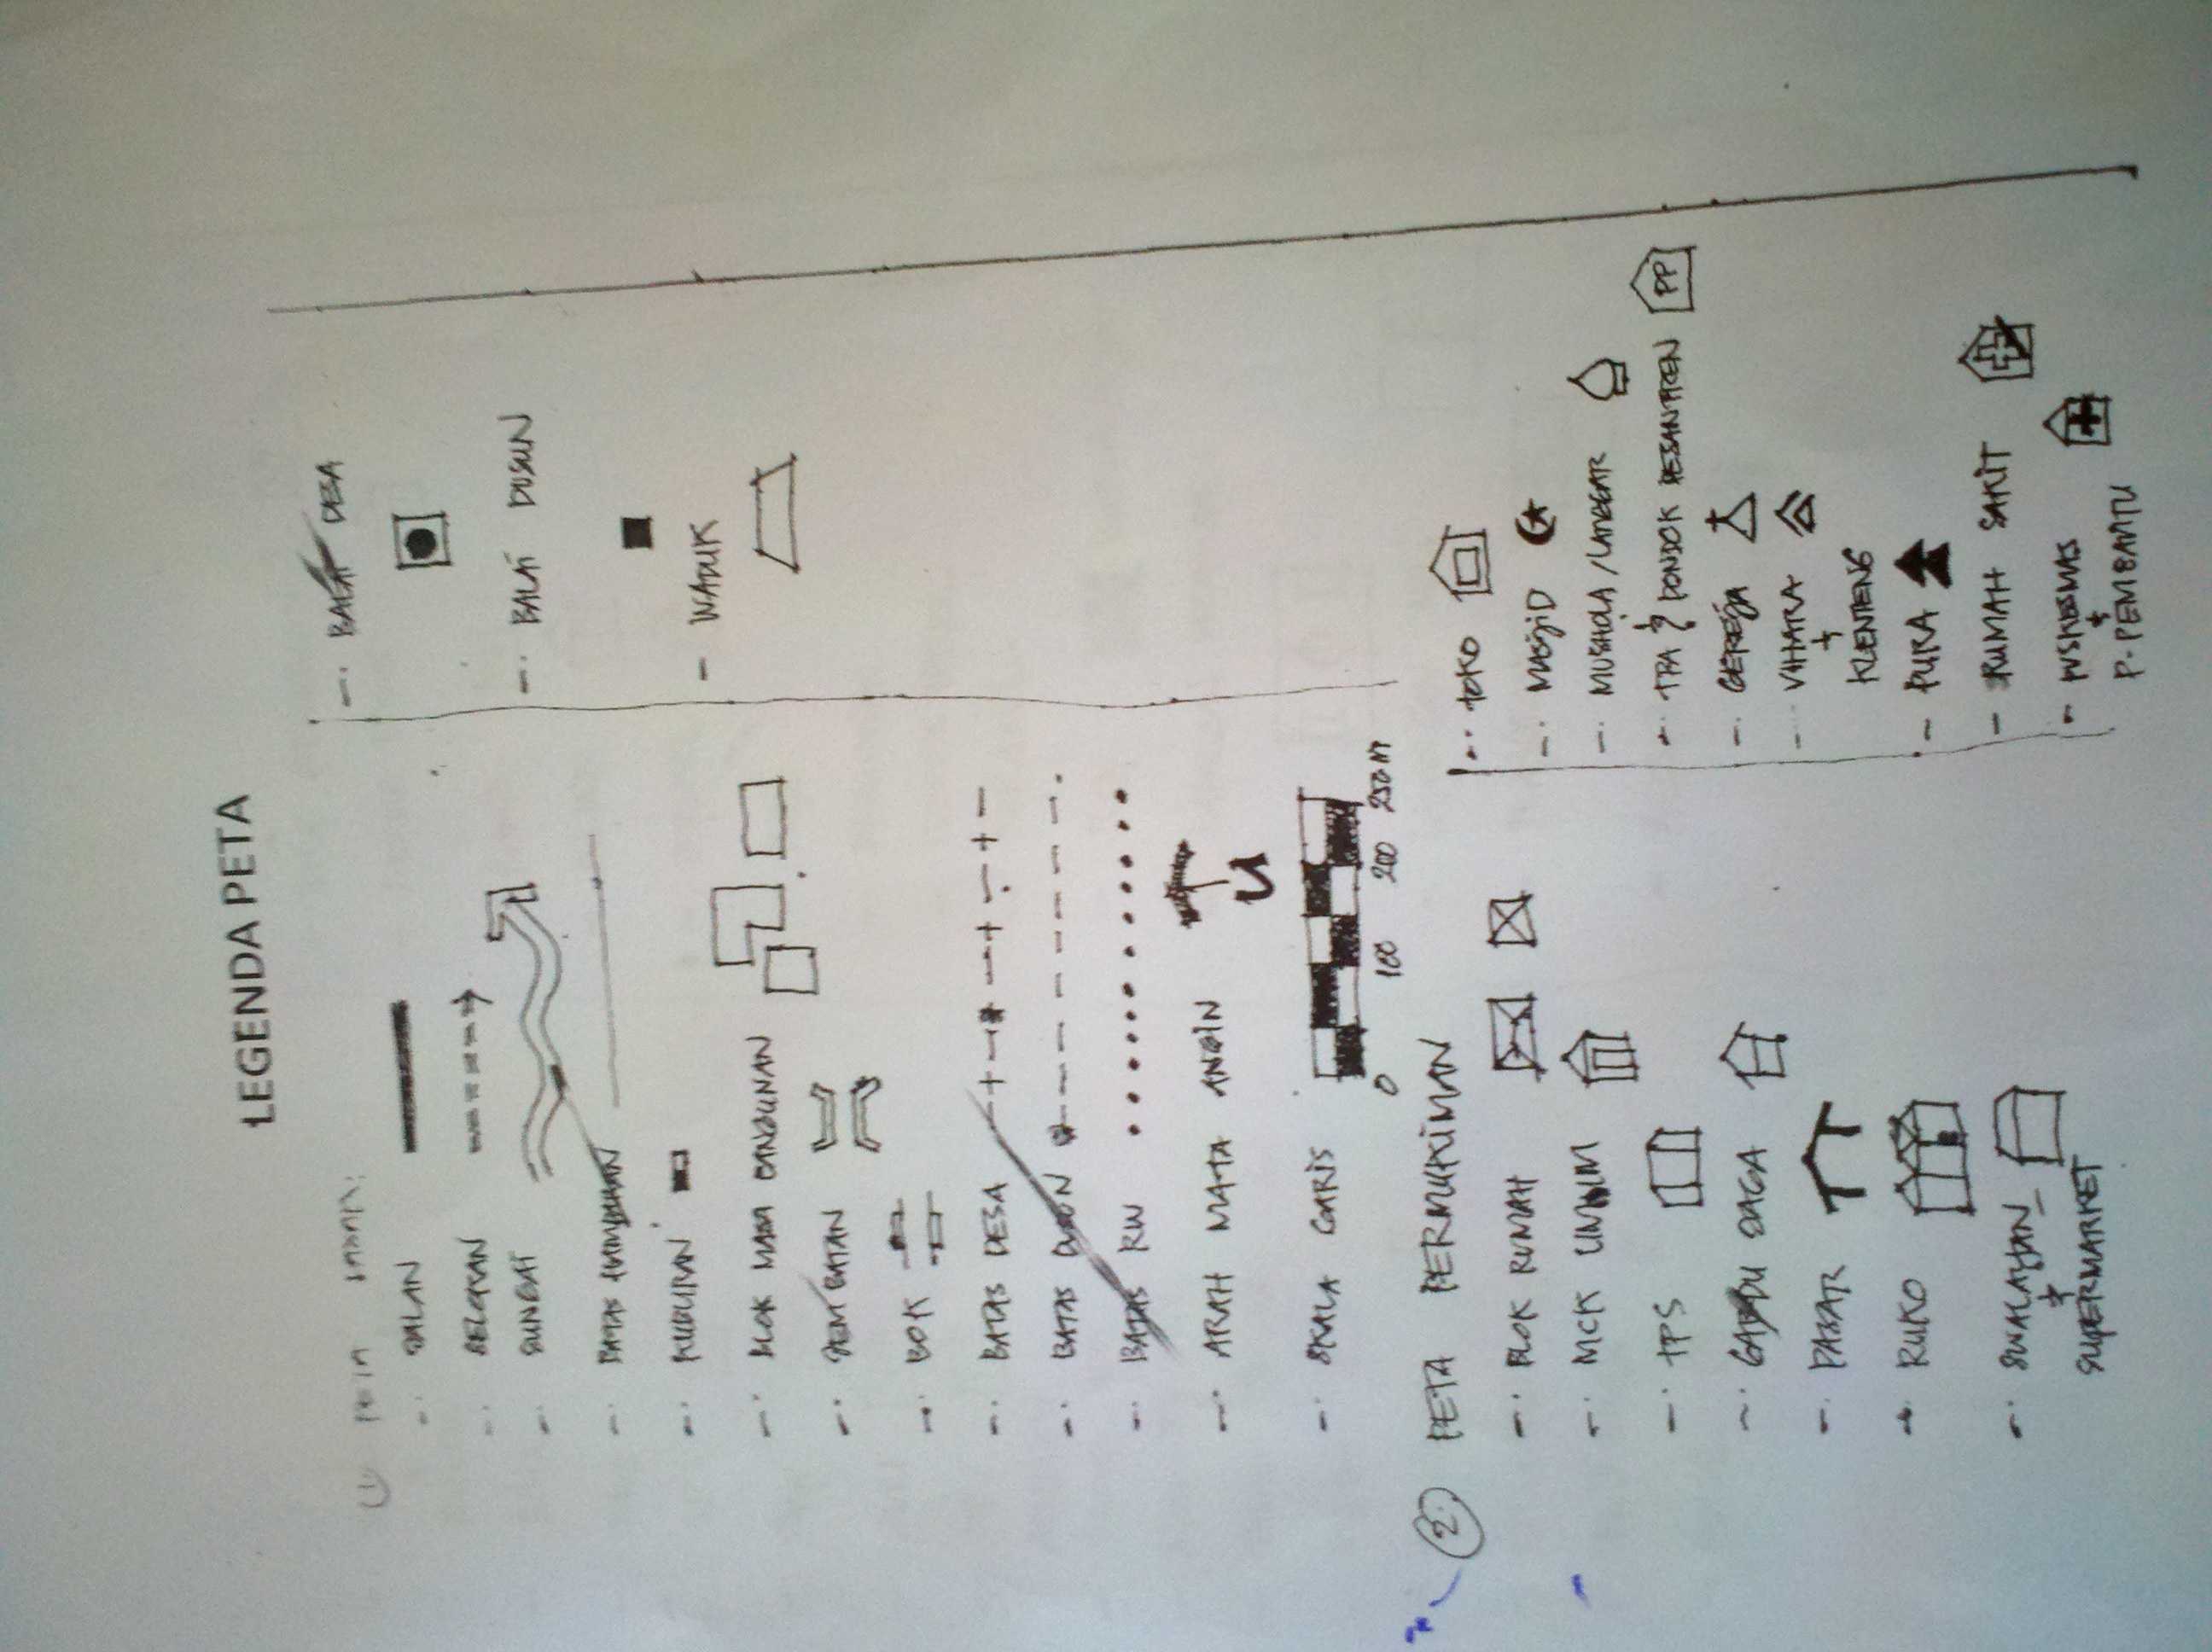 LEGENDA PETA
① PETA DASAR:
-. JALAN
-. SELOKAN
-. SUNGAI
-. BATAS
-. KUBURAN
-. BLOK MASA BANGUNAN
-. JEMBATAN
-. BOK
-. BATAS DESA
-. BATAS DUSUN
-. BATAS RW
-. ARAH MATA ANGIN
U
-. SKALA GARIS
0 100 200 250 M
-. BALAI DESA
-. BALAI DUSUN
- WADUK
②. PETA PERMUKIMAN
-. BLOK RUMAH
-. MCK UMUM
-. TPS
-. GARDU JAGA
-. PASAR
-. RUKO
-. SWALAYAN
+
SUPERMARKET
-. TOKO
-. MASJID
-. MUSHOLA /LANGGAR
-. TPA & PONDOK PESANTREN PP
-. GEREJA
-. VIHARA
+
KLENTENG
- PURA
- RUMAH SAKIT
- PUSKESMAS
+
P-PEMBANTU